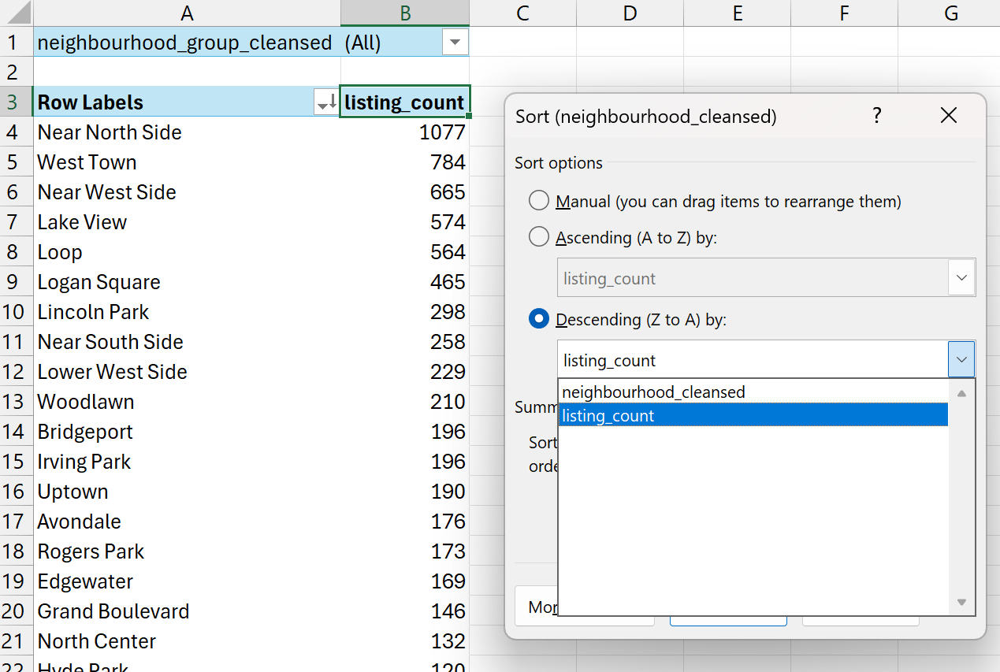 A B C D E F G
1 neighbourhood_group_cleansed (All)
2
3 Row Labels listing_count
4 Near North Side 1077
5 West Town 784
6 Near West Side 665
7 Lake View 574
8 Loop 564
9 Logan Square 465
10 Lincoln Park 298
11 Near South Side 258
12 Lower West Side 229
13 Woodlawn 210
14 Bridgeport 196
15 Irving Park 196
16 Uptown 190
17 Avondale 176
18 Rogers Park 173
19 Edgewater 169
20 Grand Boulevard 146
21 North Center 132
22 Hyde Park 120
Sort (neighbourhood_cleansed) ?
Sort options
Manual (you can drag items to rearrange them)
Ascending (A to Z) by:
listing_count
Descending (Z to A) by:
listing_count
neighbourhood_cleansed
Summ
listing_count
Sort
orde
Mor